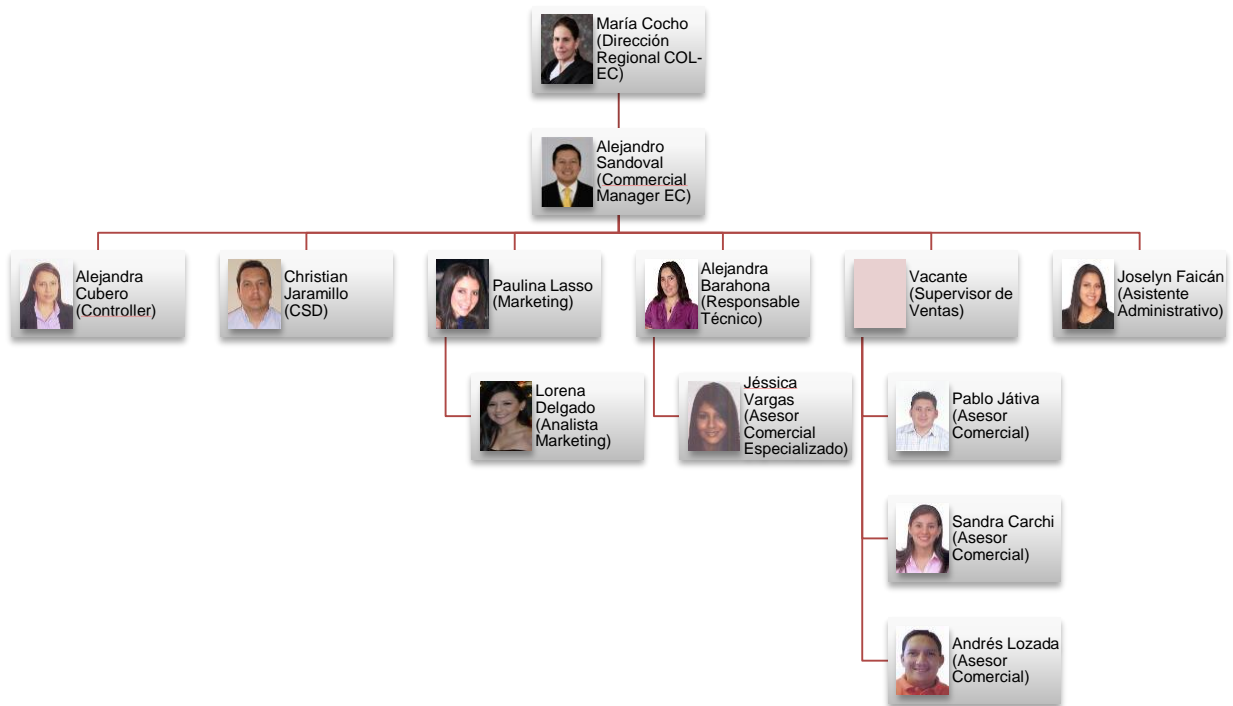 María Cocho
(Dirección
Regional COL-
EC)
Alejandro
Sandoval
(Commercial
Manager EC)
Alejandra
Cubero
(Controller)
Christian
Jaramillo
(CSD)
Paulina Lasso
(Marketing)
Alejandra
Barahona
(Responsable
Técnico)
Vacante
(Supervisor de
Ventas)
Joselyn Faicán
(Asistente
Administrativo)
Lorena
Delgado
(Analista
Marketing)
Jéssica
Vargas
(Asesor
Comercial
Especializado)
Pablo Játiva
(Asesor
Comercial)
Sandra Carchi
(Asesor
Comercial)
Andrés Lozada
(Asesor
Comercial)